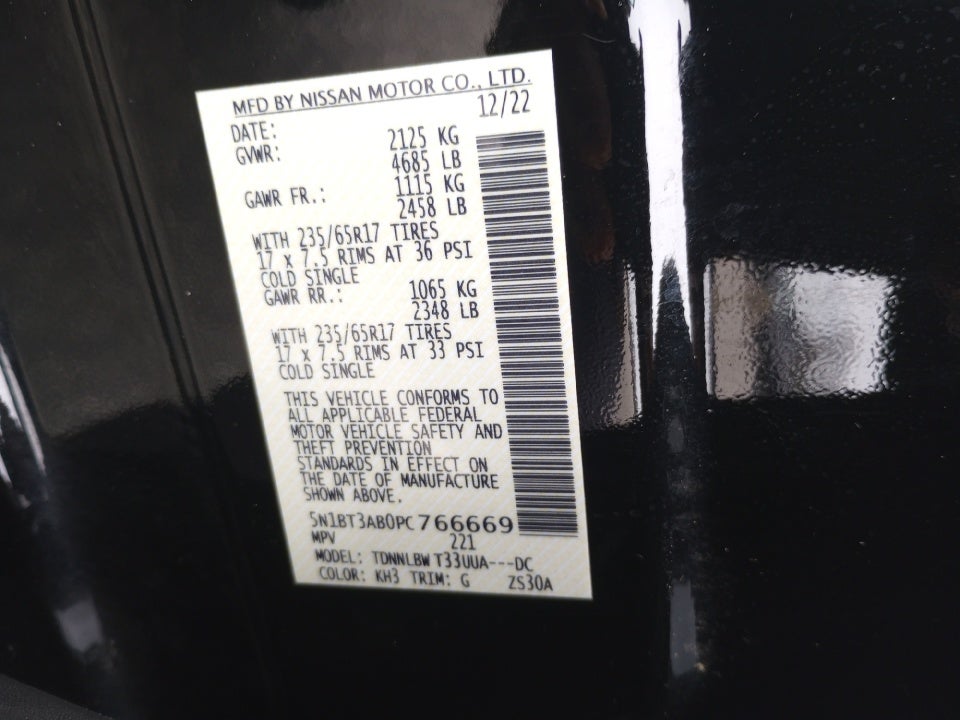 MFD BY NISSAN MOTOR CO., LTD.
DATE: 12/22
GVWR: 2125 KG
4685 LB
GAWR FR.: 1115 KG
2458 LB
WITH 235/65R17 TIRES
17 x 7.5 RIMS AT 36 PSI
COLD SINGLE
GAWR RR.: 1065 KG
2348 LB
WITH 235/65R17 TIRES
17 x 7.5 RIMS AT 33 PSI
COLD SINGLE
THIS VEHICLE CONFORMS TO
ALL APPLICABLE FEDERAL
MOTOR VEHICLE SAFETY AND
THEFT PREVENTION
STANDARDS IN EFFECT ON
THE DATE OF MANUFACTURE
SHOWN ABOVE.
5N1BT3AB0PC766669
MPV 221
MODEL: TDNNLBW T33UUA---DC
COLOR: KH3 TRIM: G ZS30A